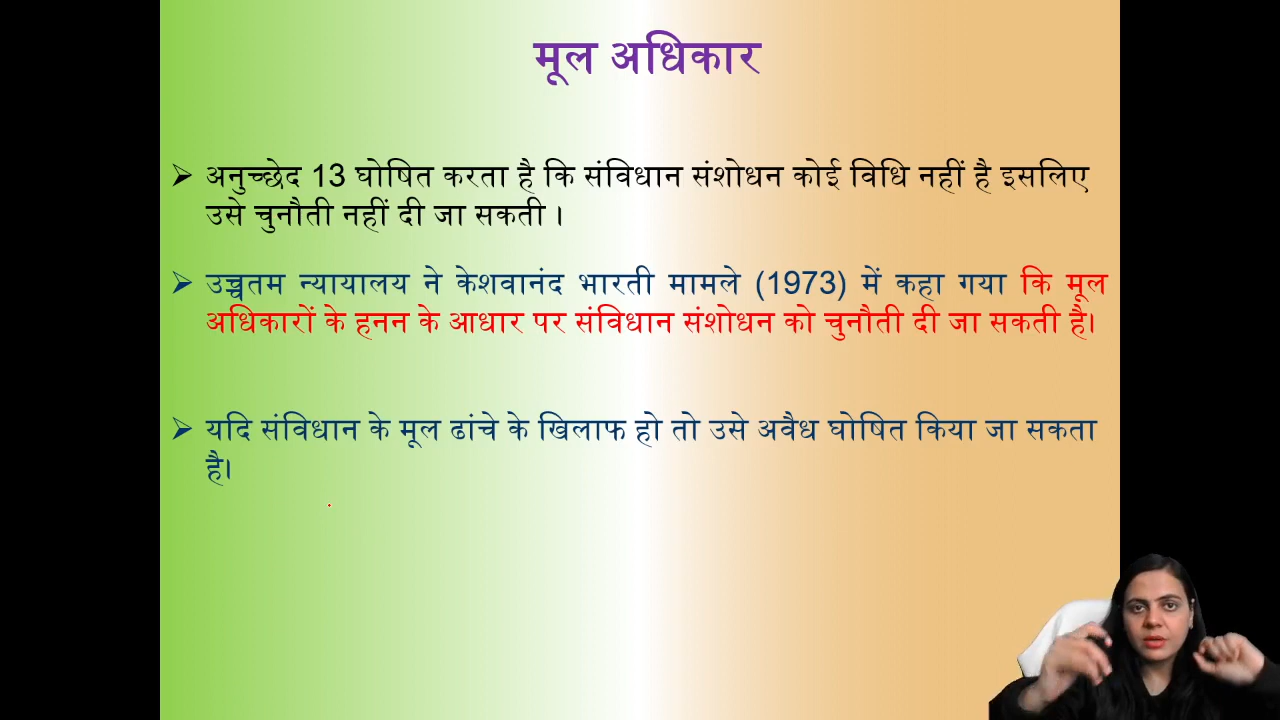 मूल अधिकार
➢ अनुच्छेद 13 घोषित करता है कि संविधान संशोधन कोई विधि नहीं है इसलिए
उसे चुनौती नहीं दी जा सकती ।
➢ उच्चतम न्यायालय ने केशवानंद भारती मामले (1973) में कहा गया कि मूल
अधिकारों के हनन के आधार पर संविधान संशोधन को चुनौती दी जा सकती है।
➢ यदि संविधान के मूल ढांचे के खिलाफ हो तो उसे अवैध घोषित किया जा सकता
है।